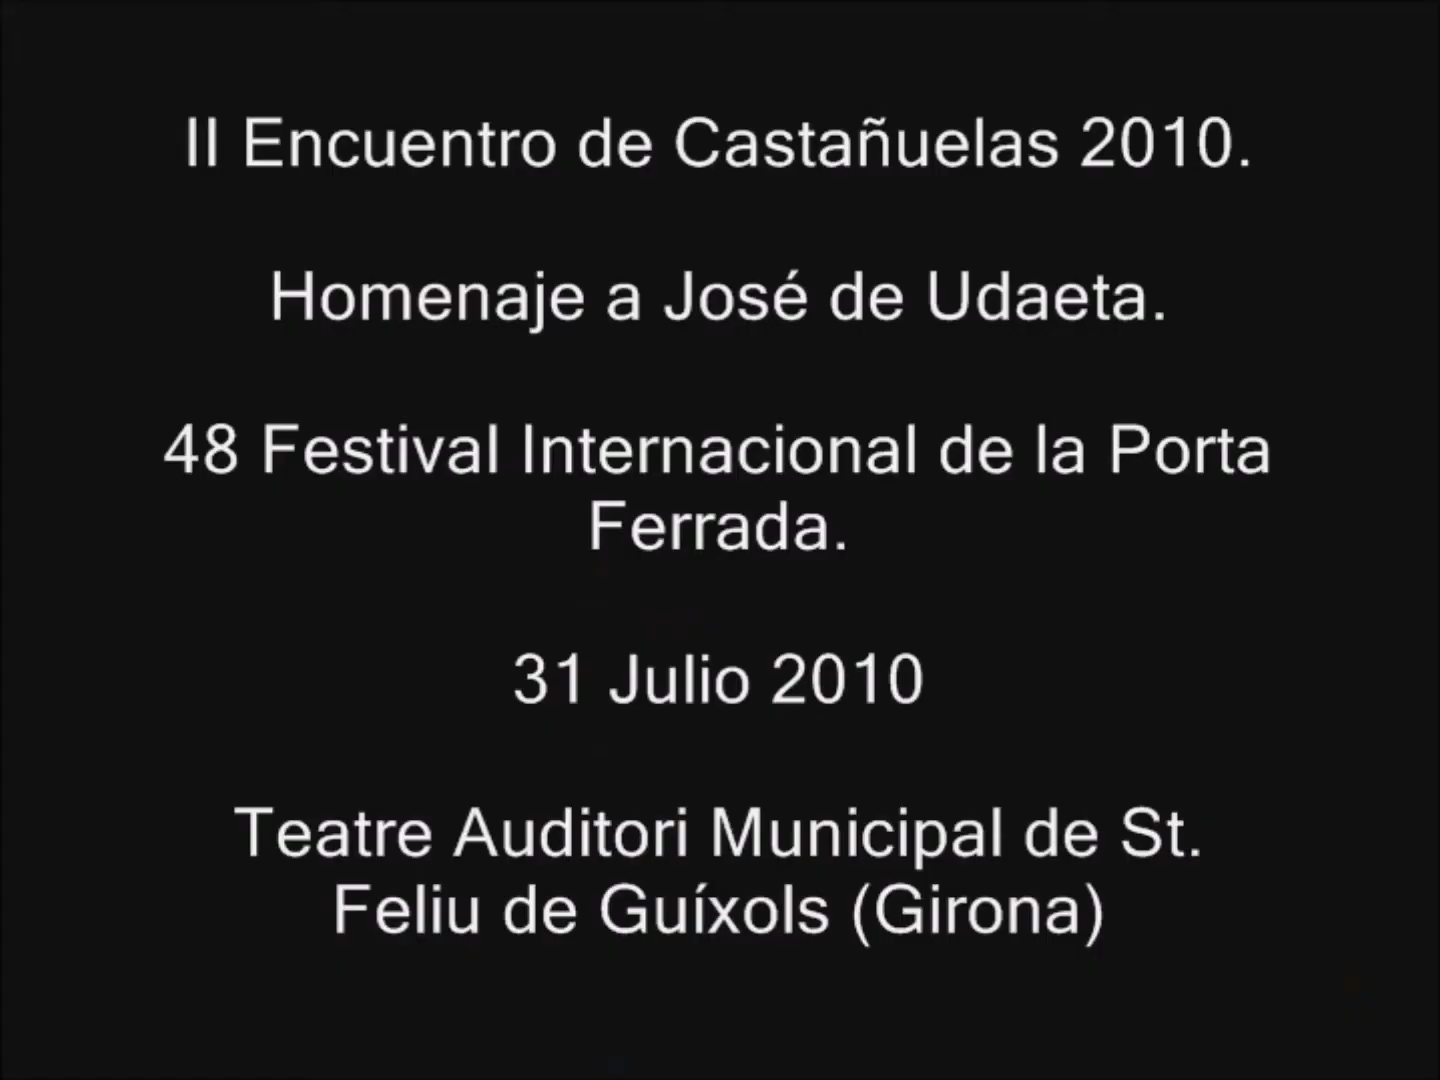 II Encuentro de Castañuelas 2010.
Homenaje a José de Udaeta.
48 Festival Internacional de la Porta
Ferrada.
31 Julio 2010
Teatre Auditori Municipal de St.
Feliu de Guíxols (Girona)